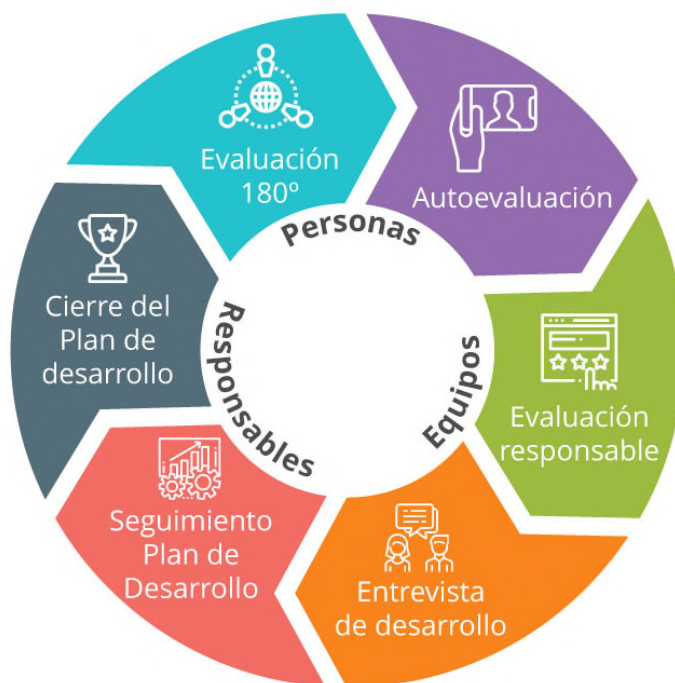 Evaluación
180º
Autoevaluación
Evaluación
responsable
Entrevista
de desarrollo
Seguimiento
Plan de
Desarrollo
Cierre del
Plan de
desarrollo
Personas
Equipos
Responsables